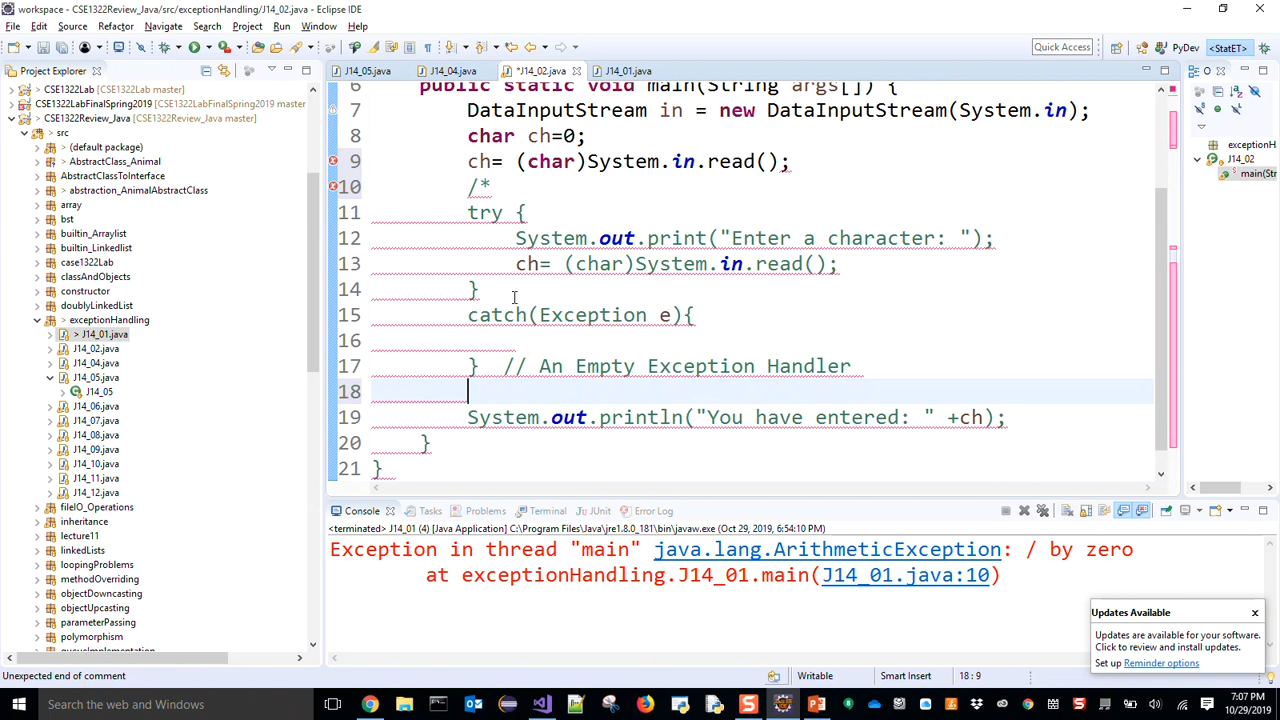 workspace - CSE1322Review_Java/src/exceptionHandling/J14_02.java - Eclipse IDE
File Edit Source Refactor Navigate Search Project Run Window Help
Quick Access
PyDev
<StatET>
Project Explorer
J14_05.java
J14_04.java
*J14_02.java
J14_01.java
> CSE1322Lab [CSE1322Lab master]
> CSE1322LabFinalSpring2019 [CSE1322LabFinalSpring2019 master]
> CSE1322Review_Java [CSE1322Review_Java master]
> src
> (default package)
> AbstractClass_Animal
AbstractClassToInterface
> abstraction_AnimalAbstractClass
array
bst
builtin_Arraylist
builtin_Linkedlist
case1322Lab
classAndObjects
constructor
doublyLinkedList
> exceptionHandling
> J14_01.java
J14_02.java
J14_04.java
J14_05.java
J14_05
J14_06.java
J14_07.java
J14_08.java
J14_09.java
J14_10.java
J14_11.java
J14_12.java
fileIO_Operations
inheritance
lecture11
linkedLists
loopingProblems
methodOverriding
objectDowncasting
objectUpcasting
parameterPassing
polymorphism
6 public static void main(String args[]) {
7 DataInputStream in = new DataInputStream(System.in);
8 char ch=0;
9 ch= (char)System.in.read();
10 /*
11 try {
12 System.out.print("Enter a character: ");
13 ch= (char)System.in.read();
14 }
15 catch(Exception e){
16
17 } // An Empty Exception Handler
18
19 System.out.println("You have entered: " +ch);
20 }
21 }
exceptionH
J14_02
main(Str
Console Tasks Problems Terminal JUnit Error Log
<terminated> J14_01 (4) [Java Application] C:\Program Files\Java\jre1.8.0_181\bin\javaw.exe (Oct 29, 2019, 6:54:10 PM)
Exception in thread "main" java.lang.ArithmeticException: / by zero
at exceptionHandling.J14_01.main(J14_01.java:10)
Updates Available
Updates are available for your software.
Click to review and install updates.
Set up Reminder options
Unexpected end of comment
Writable
Smart Insert
18 : 9
Search the web and Windows
7:07 PM
10/29/2019